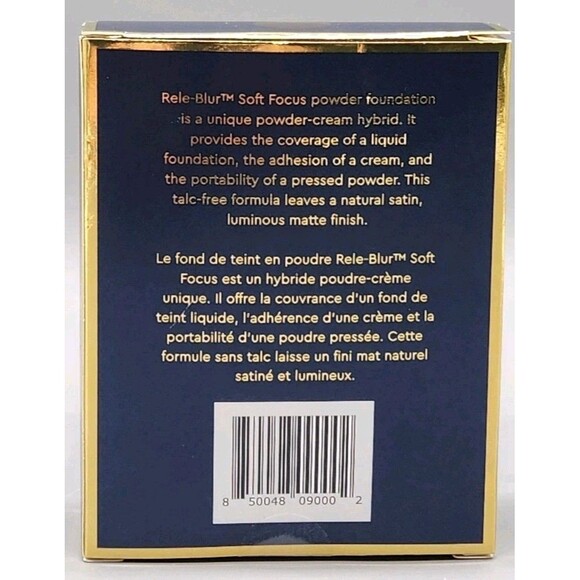 Rele-Blur™ Soft Focus powder foundation
is a unique powder-cream hybrid. It
provides the coverage of a liquid
foundation, the adhesion of a cream, and
the portability of a pressed powder. This
talc-free formula leaves a natural satin,
luminous matte finish.
Le fond de teint en poudre Rele-Blur™ Soft
Focus est un hybride poudre-crème
unique. Il offre la couvrance d'un fond de
teint liquide, l'adhérence d'une crème et la
portabilité d'une poudre pressée. Cette
formule sans talc laisse un fini mat naturel
satiné et lumineux.
8 50048 09000 2